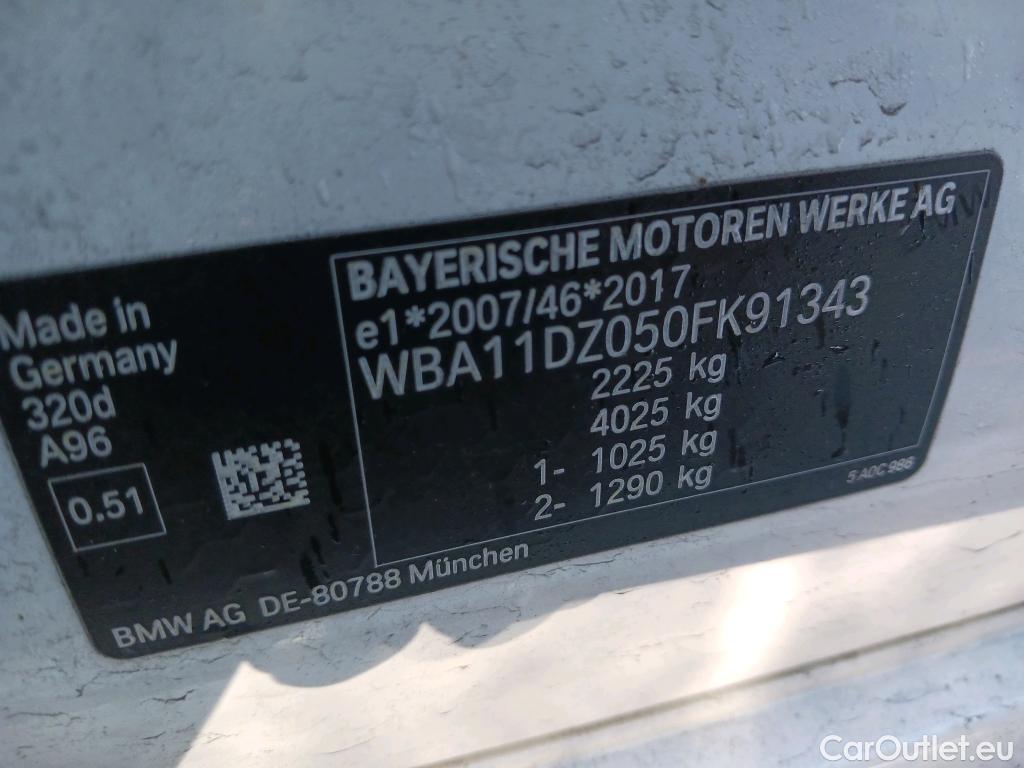 Made in
Germany
320d
A96
0.51
BAYERISCHE MOTOREN WERKE AG
e1*2007/46*2017
WBA11DZ050FK91343
2225 kg
4025 kg
1- 1025 kg
2- 1290 kg
5 A0C 986
BMW AG DE-80788 München
CarOutlet.eu